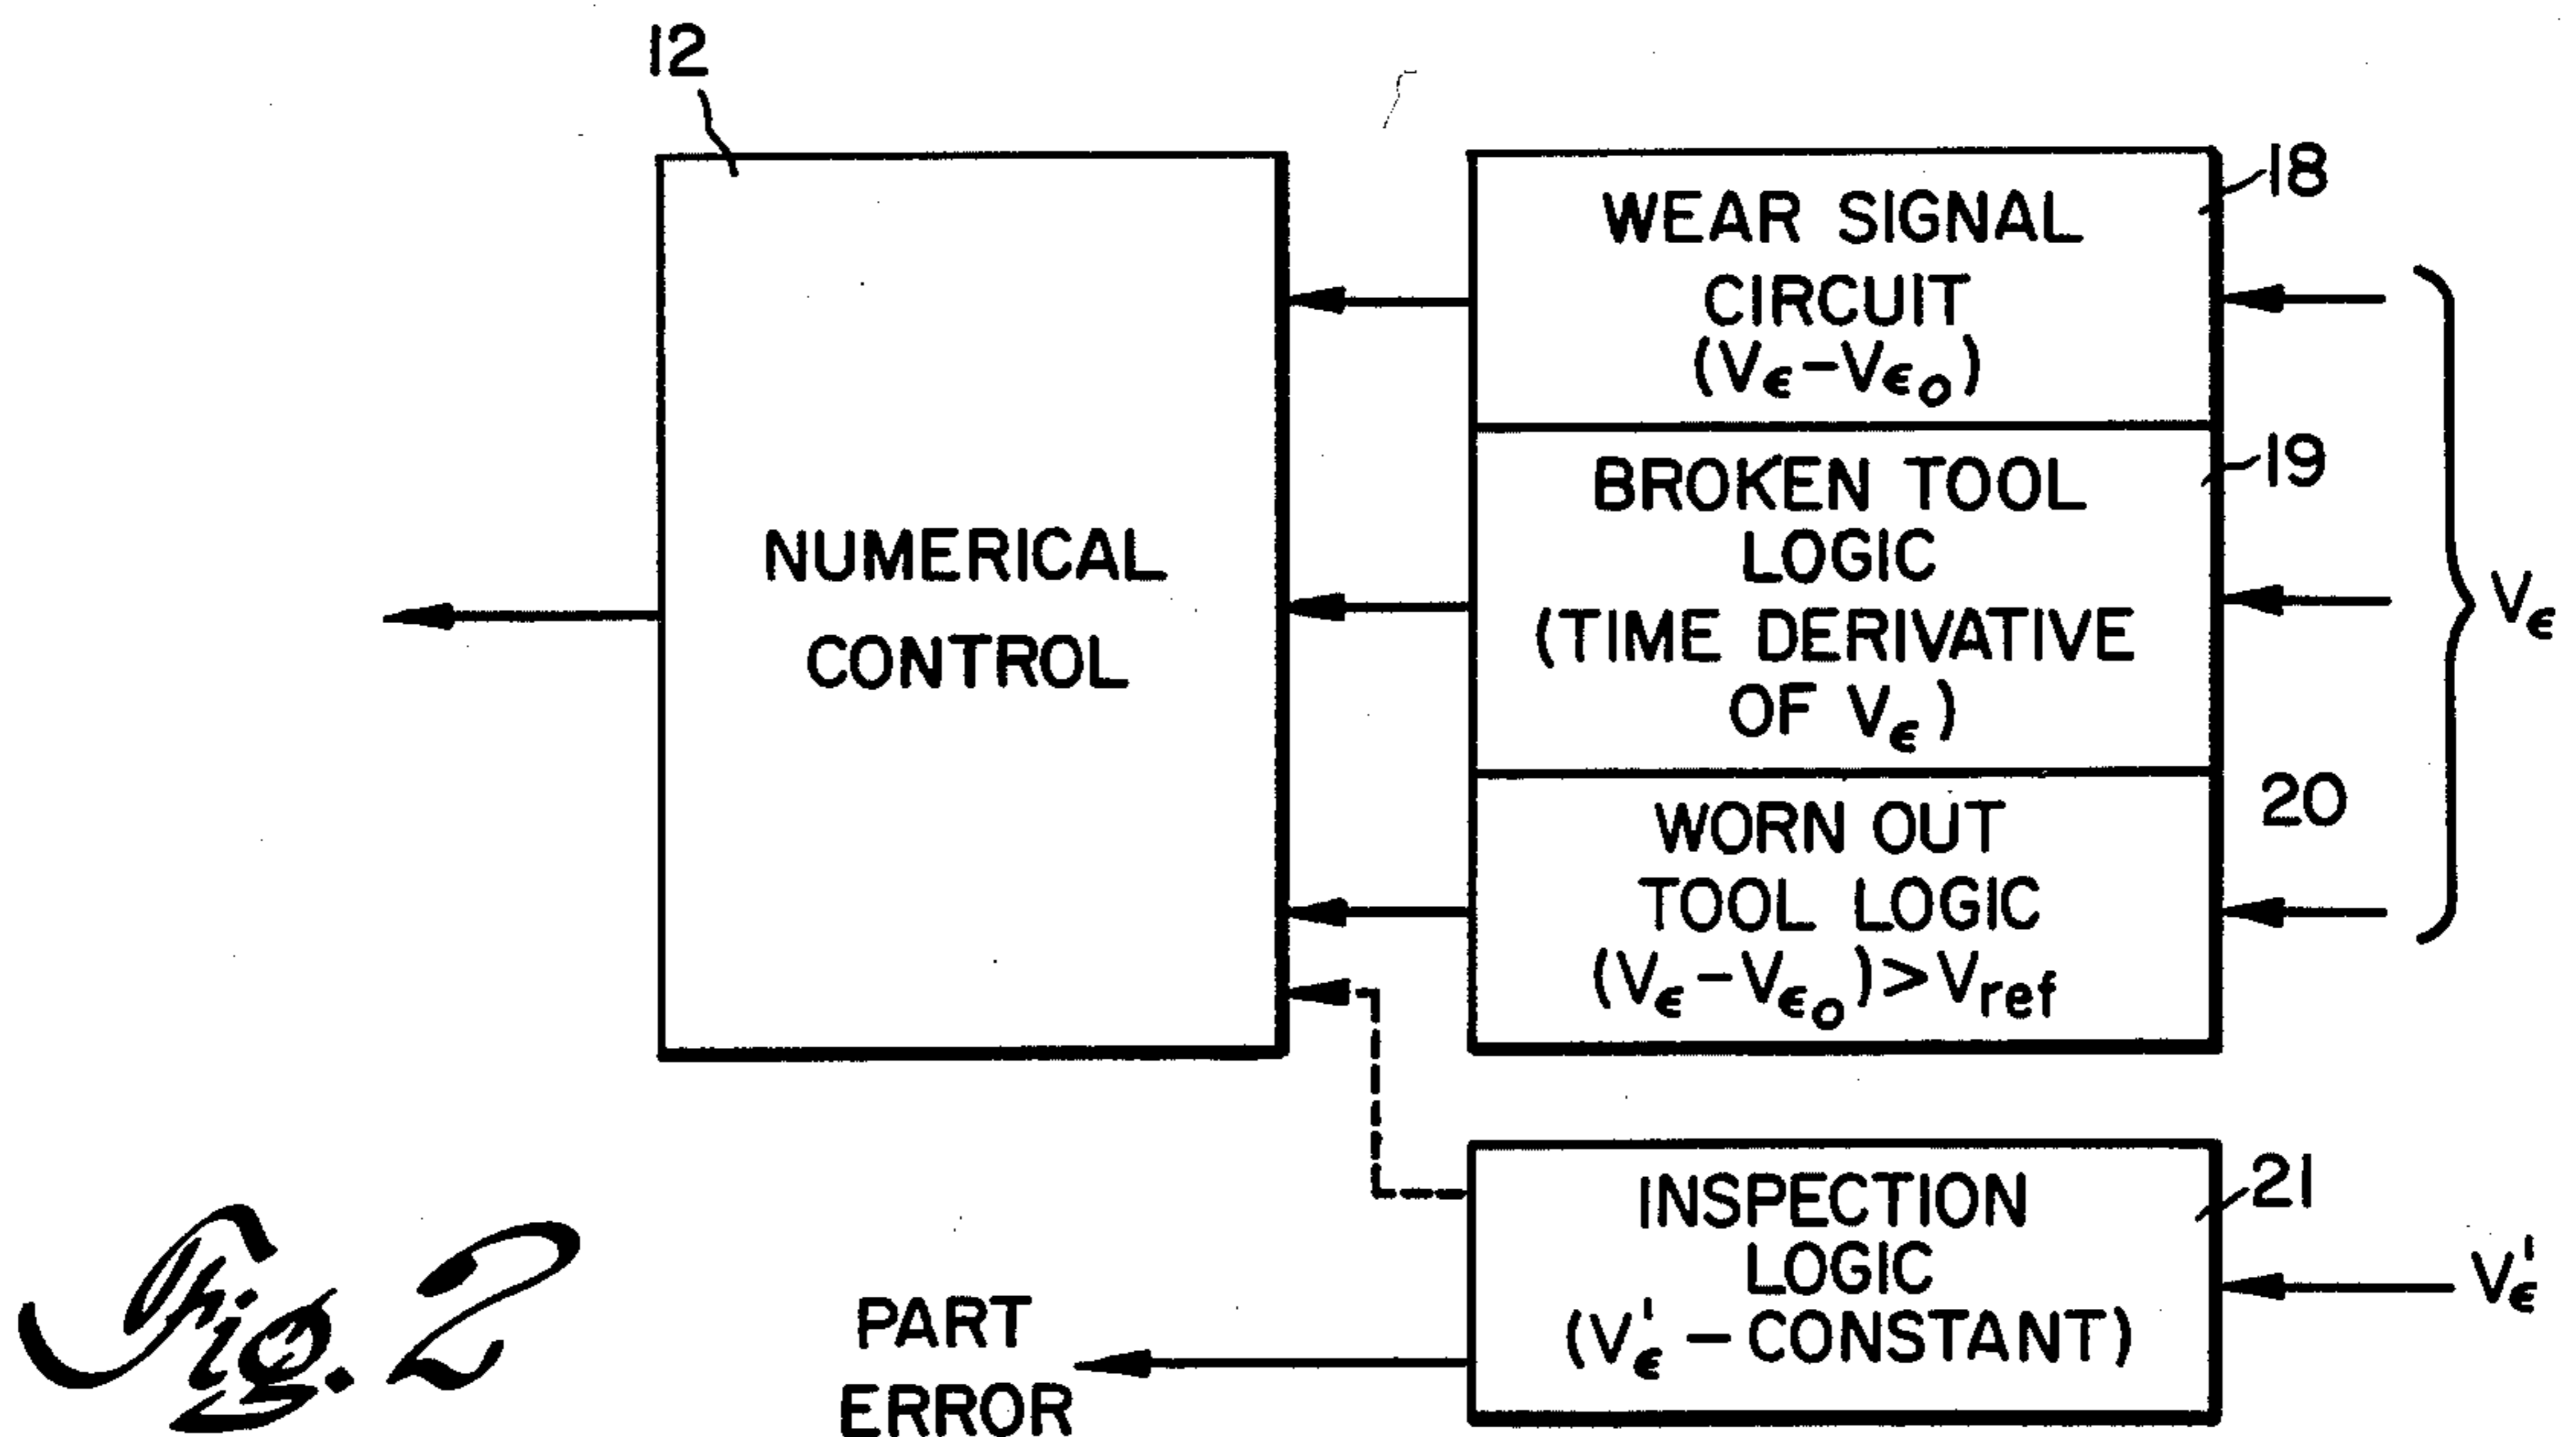 12
NUMERICAL
CONTROL
WEAR SIGNAL
CIRCUIT
(Vϵ–Vϵo)
18
BROKEN TOOL
LOGIC
(TIME DERIVATIVE
OF Vϵ)
19
WORN OUT
TOOL LOGIC
(Vϵ–Vϵo)>Vref
20
Vϵ
INSPECTION
LOGIC
(V'ϵ – CONSTANT)
21
V'ϵ
PART
ERROR
Fig. 2